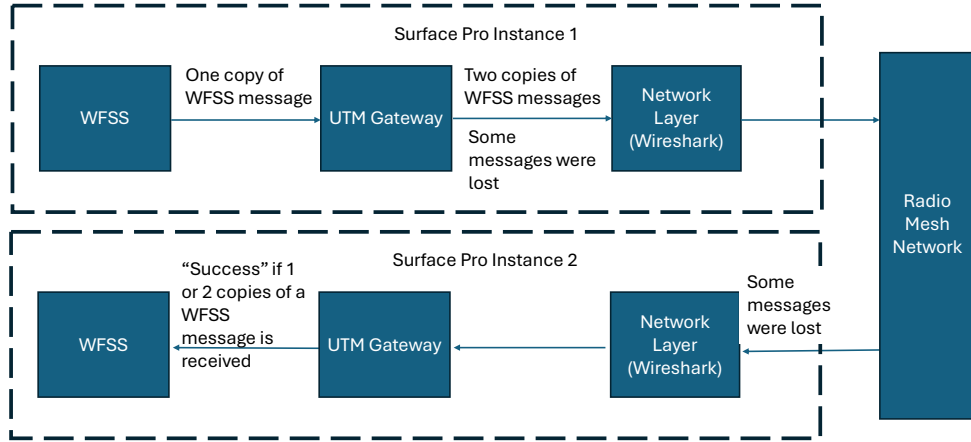 Surface Pro Instance 1
WFSS
One copy of
WFSS message
UTM Gateway
Two copies of
WFSS messages
Some
messages were
lost
Network
Layer
(Wireshark)
Radio
Mesh
Network
Surface Pro Instance 2
WFSS
“Success” if 1
or 2 copies of a
WFSS
message is
received
UTM Gateway
Network
Layer
(Wireshark)
Some
messages
were lost